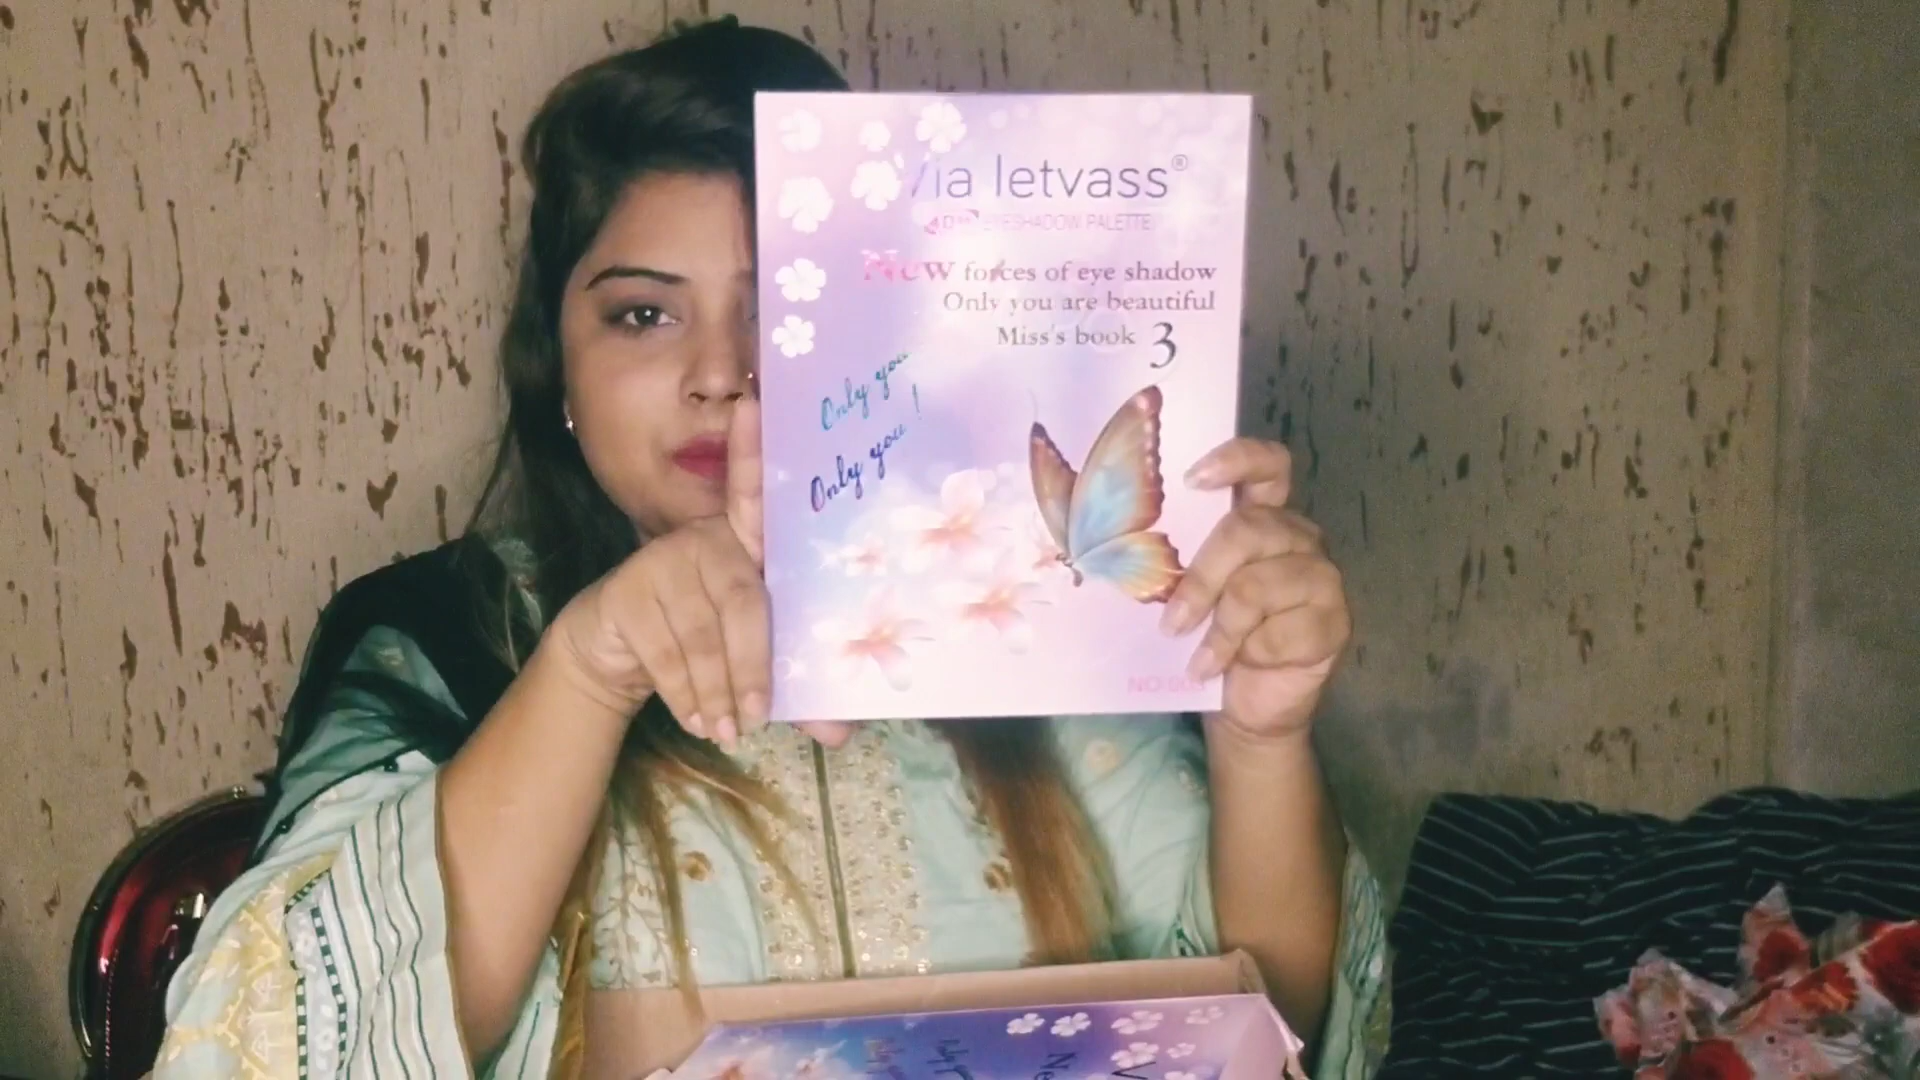 Via letvass®
EYESHADOW PALETTE
New forces of eye shadow
Only you are beautiful
Miss's book 3
Only you
Only you!